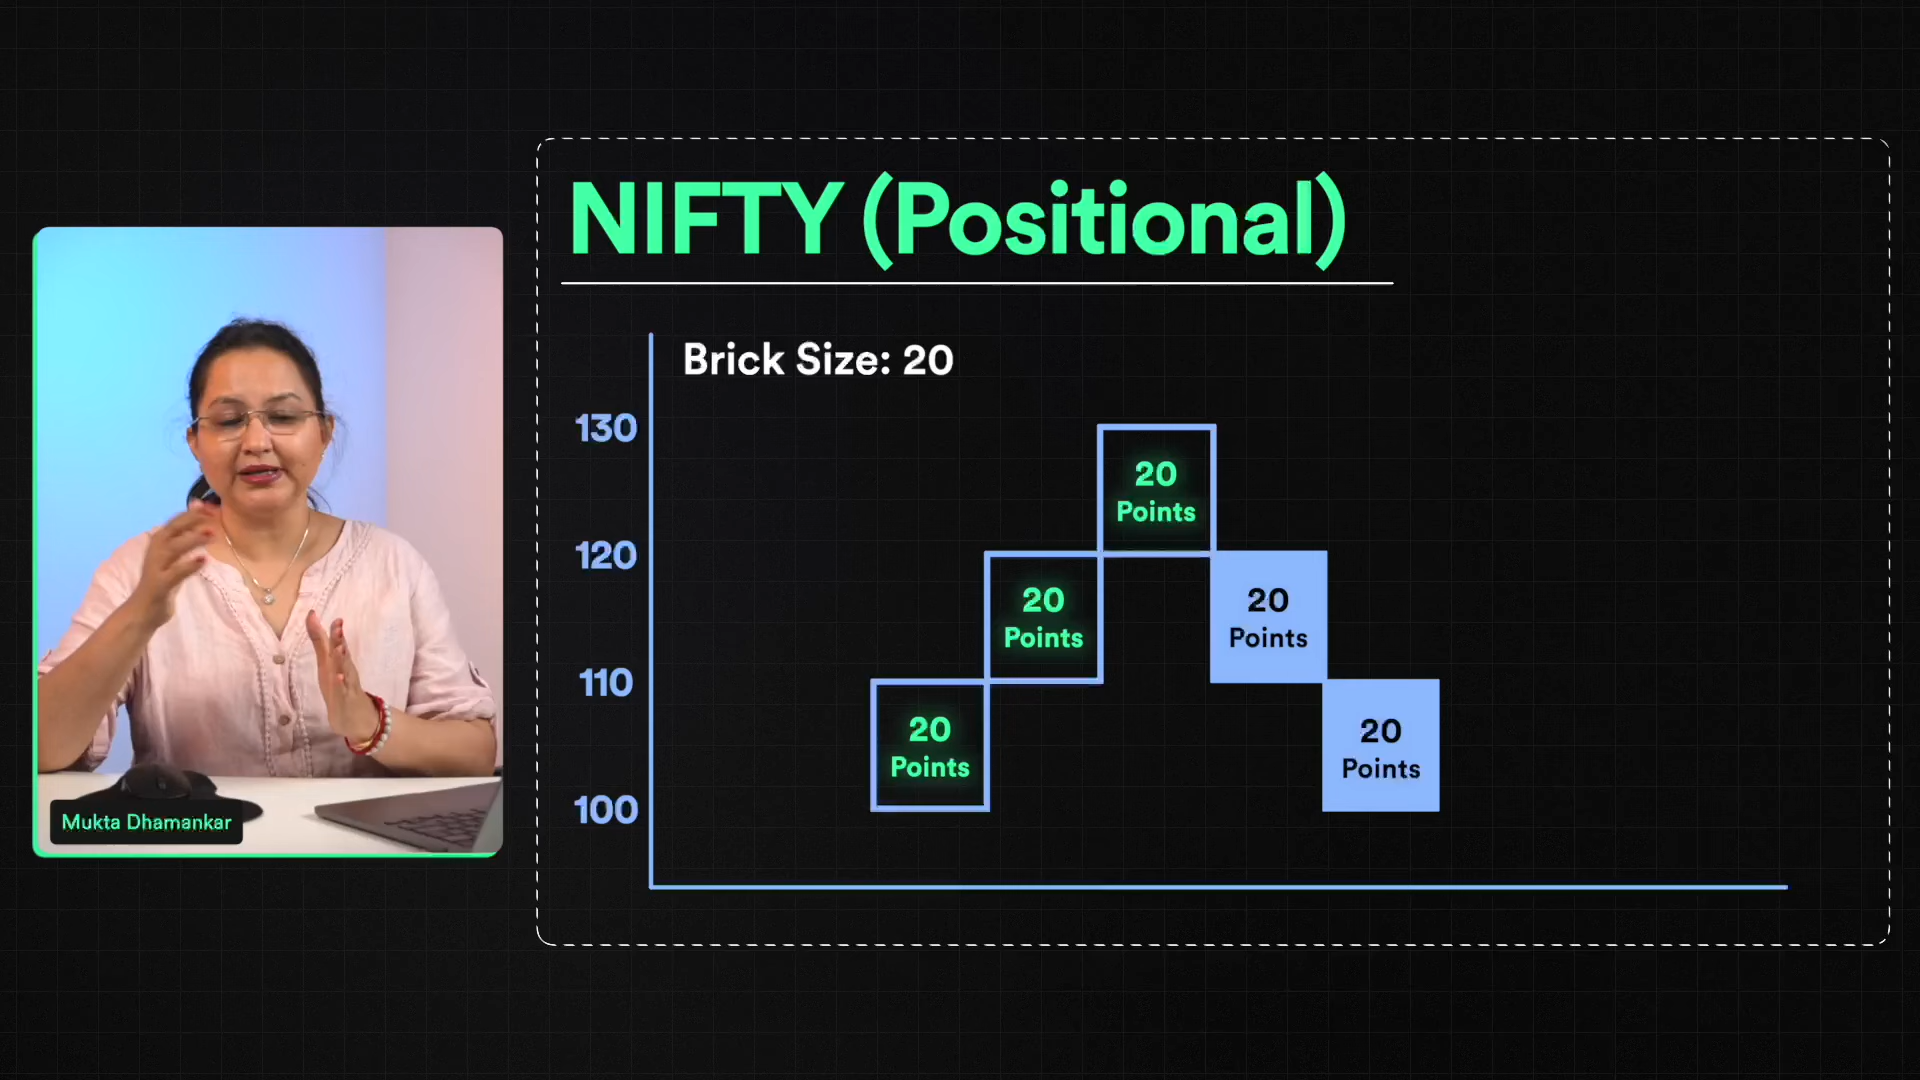 NIFTY (Positional)
Brick Size: 20
130
120
110
100
20
Points
20
Points
20
Points
20
Points
20
Points
Mukta Dhamankar